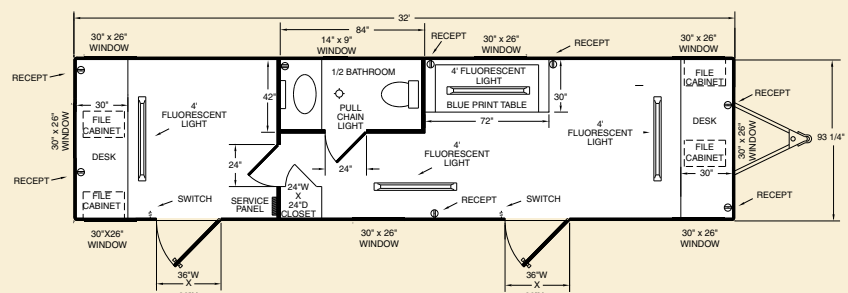 32'
84"
30" x 26"
WINDOW
14" x 9"
WINDOW
RECEPT
30" x 26"
WINDOW
RECEPT
30" x 26"
WINDOW
RECEPT
1/2 BATHROOM
4' FLUORESCENT
LIGHT
FILE
CABINET
42"
30"
4'
FLUORESCENT
LIGHT
PULL
CHAIN
LIGHT
BLUE PRINT TABLE
30"
RECEPT
FILE
CABINET
72"
4'
FLUORESCENT
LIGHT
DESK
30" x 26"
WINDOW
30" x 26"
WINDOW
93 1/4"
DESK
4'
FLUORESCENT
LIGHT
FILE
CABINET
24"
24"
30"
RECEPT
24"W
X
24"D
CLOSET
FILE
CABINET
SWITCH
SERVICE
PANEL
RECEPT
SWITCH
RECEPT
30"X26"
WINDOW
30" x 26"
WINDOW
30" x 26"
WINDOW
36"W
X
36"W
X